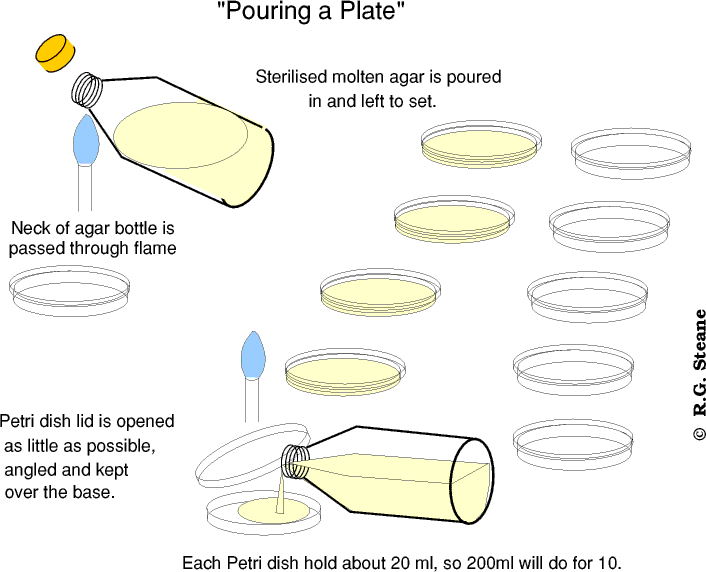 "Pouring a Plate"
Sterilised molten agar is poured
in and left to set.
Neck of agar bottle is
passed through flame
Petri dish lid is opened
as little as possible,
angled and kept
over the base.
Each Petri dish hold about 20 ml, so 200ml will do for 10.
© R.G. Steane